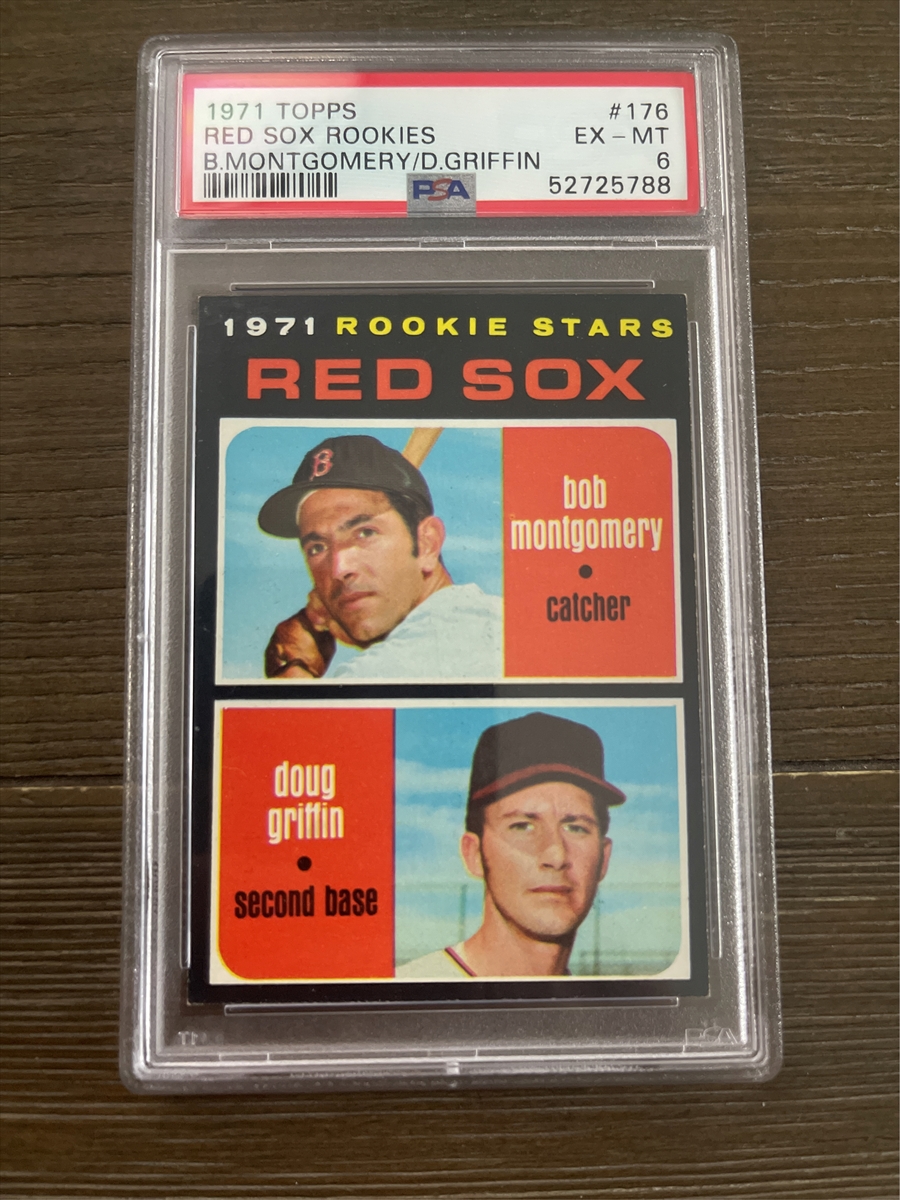 1971 TOPPS #176
RED SOX ROOKIES EX - MT
B.MONTGOMERY/D.GRIFFIN 6
PSA 52725788
1971 ROOKIE STARS
RED SOX
B
bob
montgomery
•
catcher
doug
griffin
•
second base
PSA